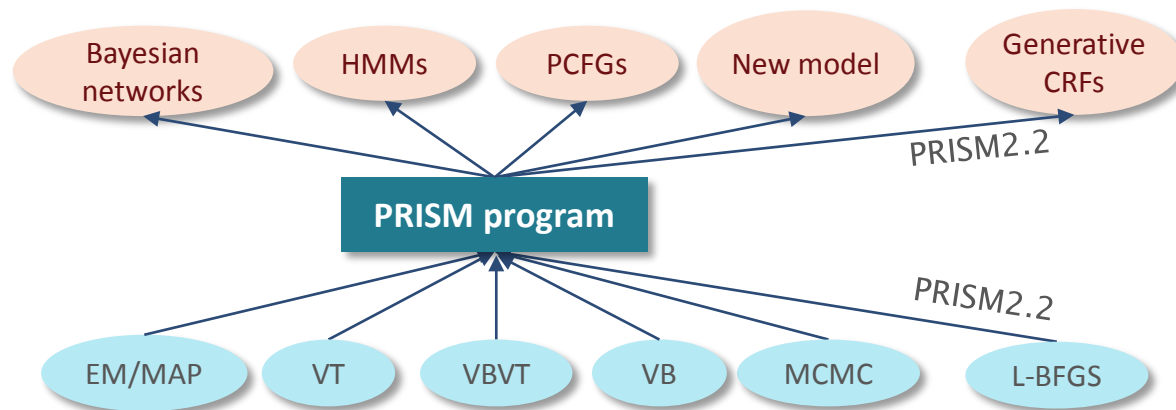 Bayesian
networks
HMMs
PCFGs
New model
Generative
CRFs
PRISM2.2
PRISM program
PRISM2.2
EM/MAP
VT
VBVT
VB
MCMC
L-BFGS